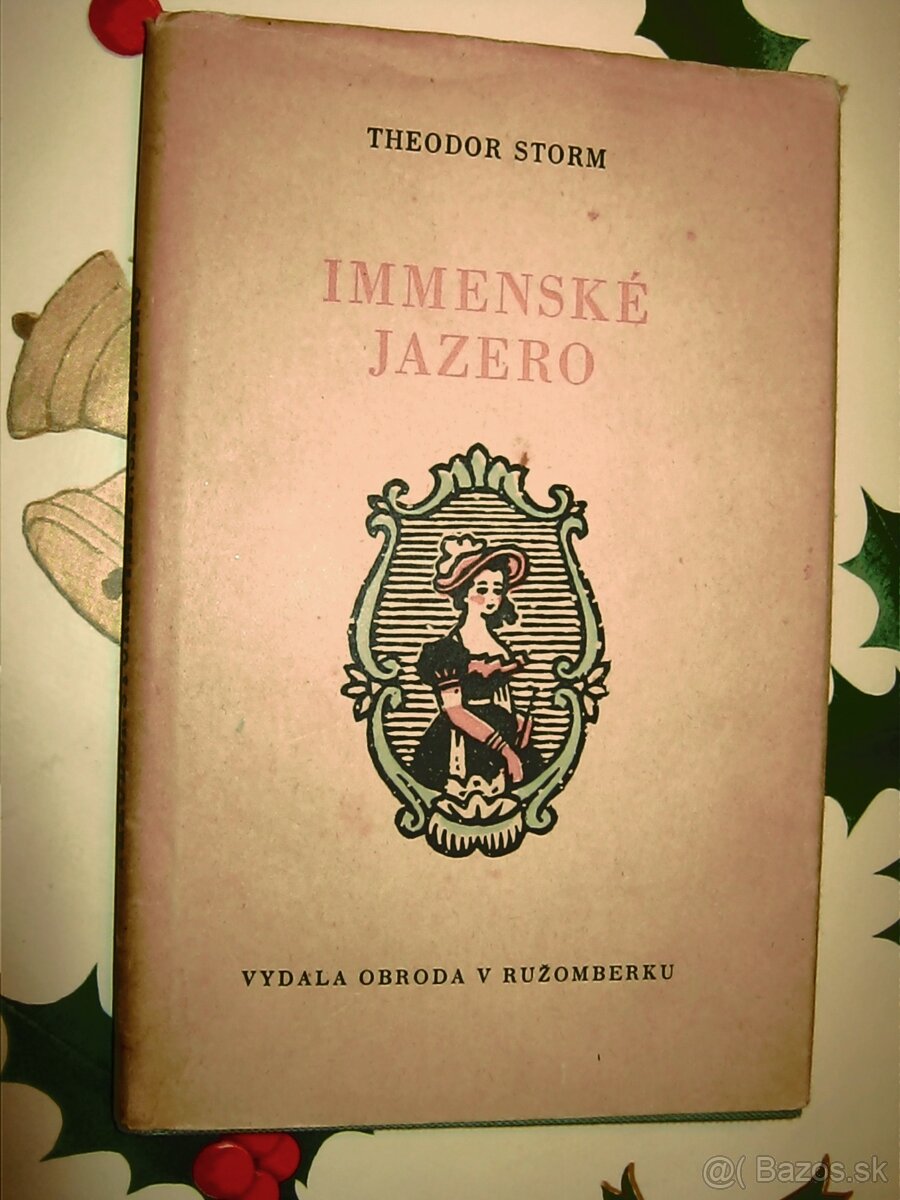 THEODOR STORM
IMMENSKÉ
JAZERO
VYDALA OBRODA V RUŽOMBERKU
@( Bazos.sk